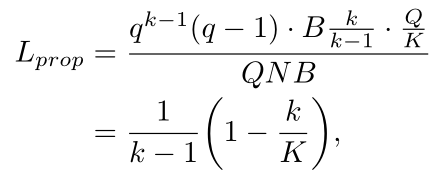 L_{prop} = \frac{q^{k-1}(q-1) \cdot B\frac{k}{k-1} \cdot \frac{Q}{K}}{QNB}
= \frac{1}{k-1}\left(1 - \frac{k}{K}\right),